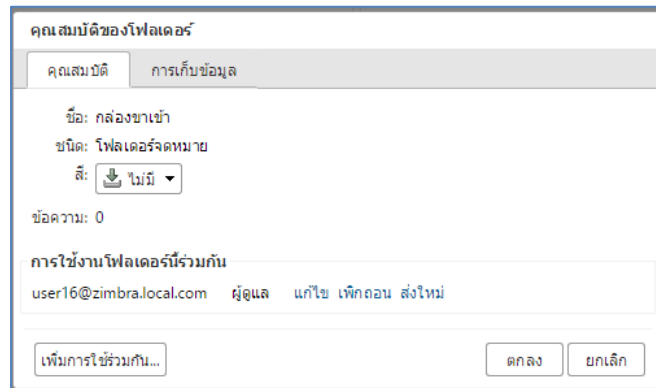 คุณสมบัติของโฟลเดอร์
คุณสมบัติ การเก็บข้อมูล
ชื่อ: กล่องขาเข้า
ชนิด: โฟลเดอร์จดหมาย
สี: ไม่มี
ข้อความ: 0
การใช้งานโฟลเดอร์นี้ร่วมกัน
user16@zimbra.local.com ผู้ดูแล แก้ไข เพิกถอน ส่งใหม่
เพิ่มการใช้ร่วมกัน... ตกลง ยกเลิก